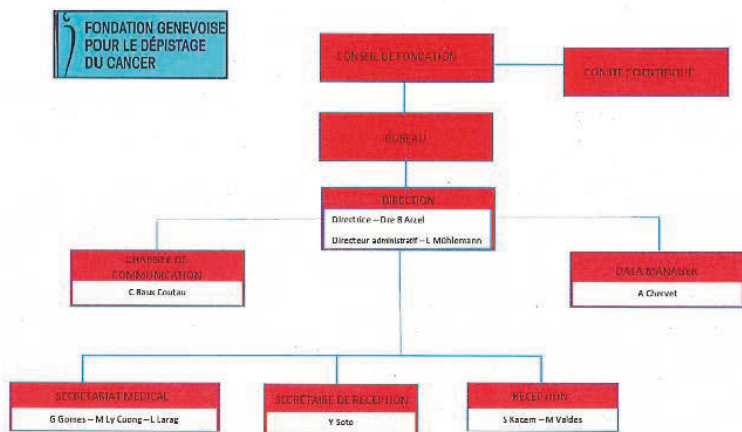 FONDATION GENEVOISE
POUR LE DÉPISTAGE
DU CANCER
CONSEIL DE FONDATION
COMITE SCIENTIFIQUE
BUREAU
DIRECTION
Directrice – Dre B Arzel
Directeur administratif – L Mühlemann
CHARGÉE DE
COMMUNICATION
C Baux Coutau
DATA MANAGER
A Chervet
SECRETARIAT MEDICAL
G Gomes – M Ly Cuong – L Larag
SECRÉTAIRE DE RECEPTION
Y Soto
RECEPTION
S Kacem – M Valdes